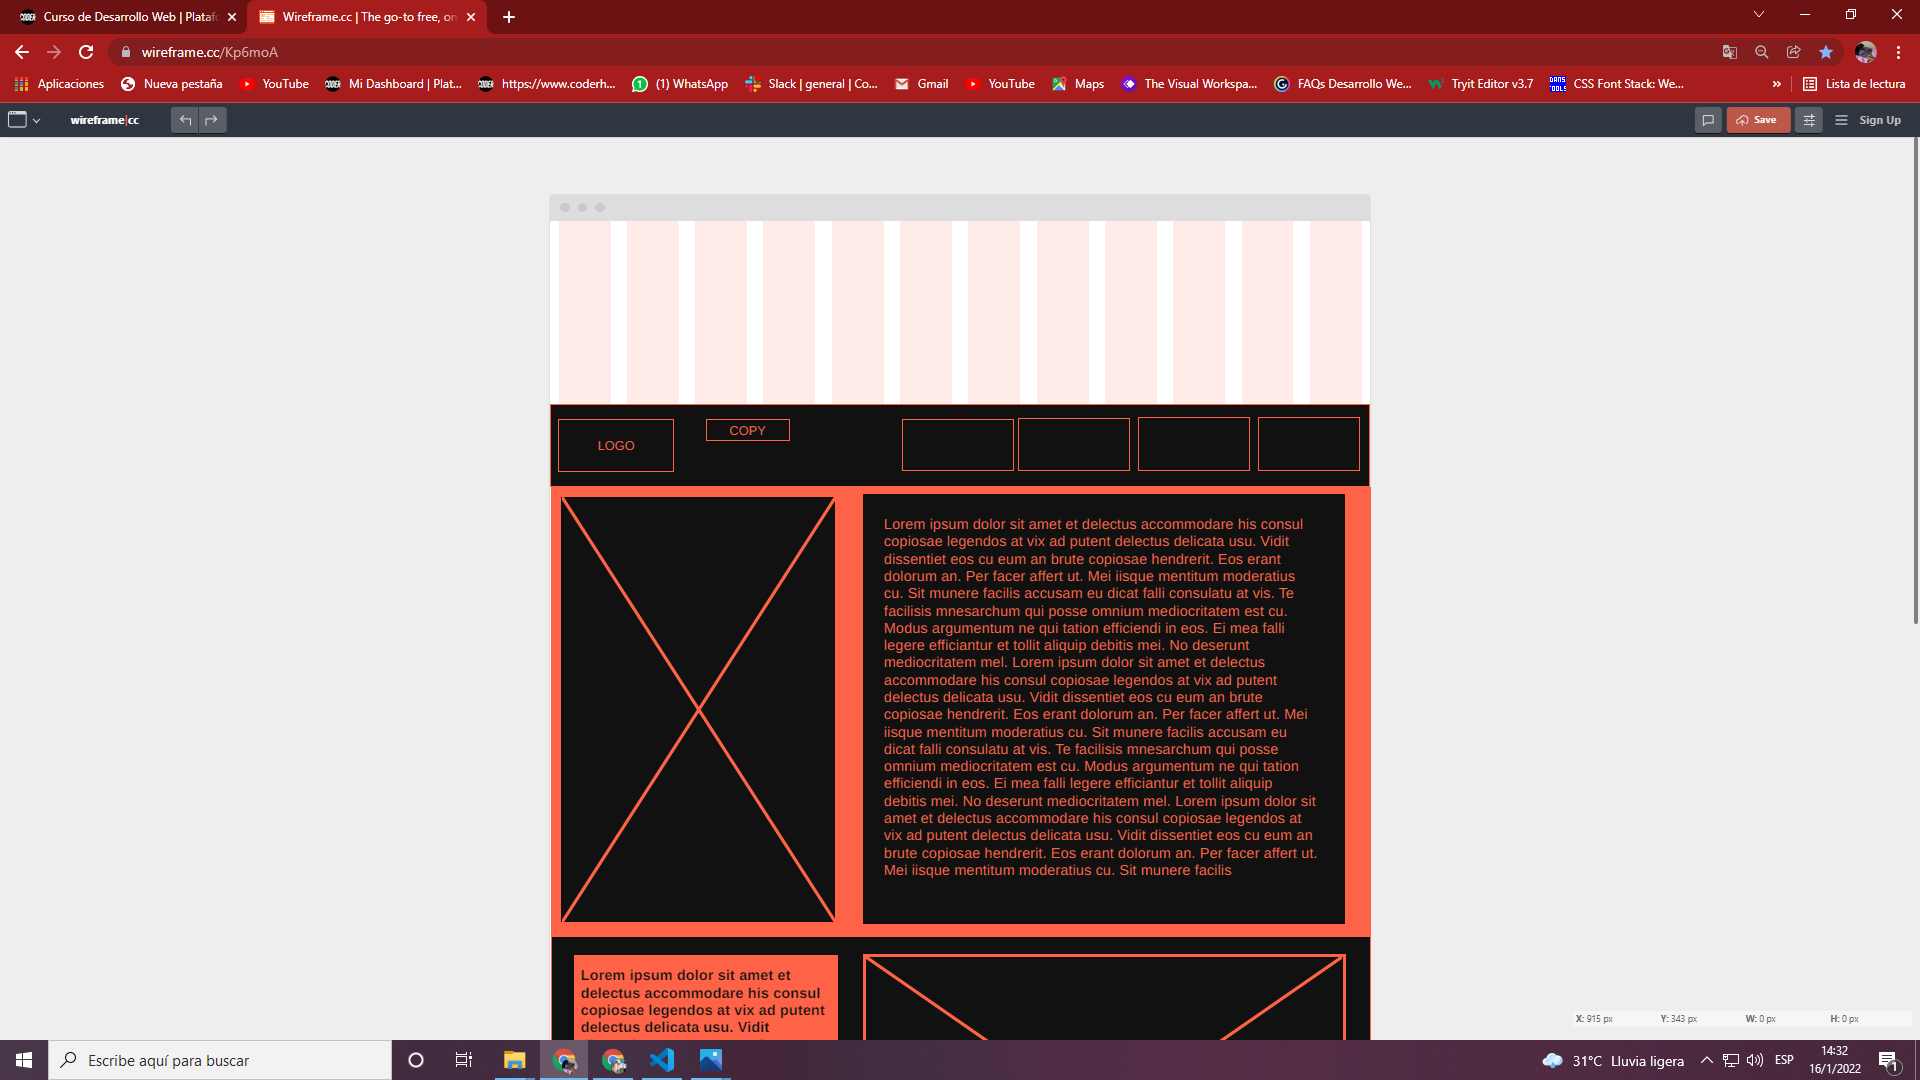 Curso de Desarrollo Web | Plataf
Wireframe.cc | The go-to free, on
wireframe.cc/Kp6moA
Aplicaciones
Nueva pestaña
YouTube
Mi Dashboard | Plat...
https://www.coderh...
(1) WhatsApp
Slack | general | Co...
Gmail
YouTube
Maps
The Visual Workspa...
FAQs Desarrollo We...
Tryit Editor v3.7
CSS Font Stack: We...
»
Lista de lectura
wireframe|cc
Save
Sign Up
LOGO
COPY
Lorem ipsum dolor sit amet et delectus accommodare his consul
copiosae legendos at vix ad putent delectus delicata usu. Vidit
dissentiet eos cu eum an brute copiosae hendrerit. Eos erant
dolorum an. Per facer affert ut. Mei iisque mentitum moderatius
cu. Sit munere facilis accusam eu dicat falli consulatu at vis. Te
facilisis mnesarchum qui posse omnium mediocritatem est cu.
Modus argumentum ne qui tation efficiendi in eos. Ei mea falli
legere efficiantur et tollit aliquip debitis mei. No deserunt
mediocritatem mel. Lorem ipsum dolor sit amet et delectus
accommodare his consul copiosae legendos at vix ad putent
delectus delicata usu. Vidit dissentiet eos cu eum an brute
copiosae hendrerit. Eos erant dolorum an. Per facer affert ut. Mei
iisque mentitum moderatius cu. Sit munere facilis accusam eu
dicat falli consulatu at vis. Te facilisis mnesarchum qui posse
omnium mediocritatem est cu. Modus argumentum ne qui tation
efficiendi in eos. Ei mea falli legere efficiantur et tollit aliquip
debitis mei. No deserunt mediocritatem mel. Lorem ipsum dolor sit
amet et delectus accommodare his consul copiosae legendos at
vix ad putent delectus delicata usu. Vidit dissentiet eos cu eum an
brute copiosae hendrerit. Eos erant dolorum an. Per facer affert ut.
Mei iisque mentitum moderatius cu. Sit munere facilis
Lorem ipsum dolor sit amet et
delectus accommodare his consul
copiosae legendos at vix ad putent
delectus delicata usu. Vidit
X: 915 px Y: 343 px W: 0 px H: 0 px
Escribe aquí para buscar
31°C Lluvia ligera
ESP
14:32
16/1/2022
1